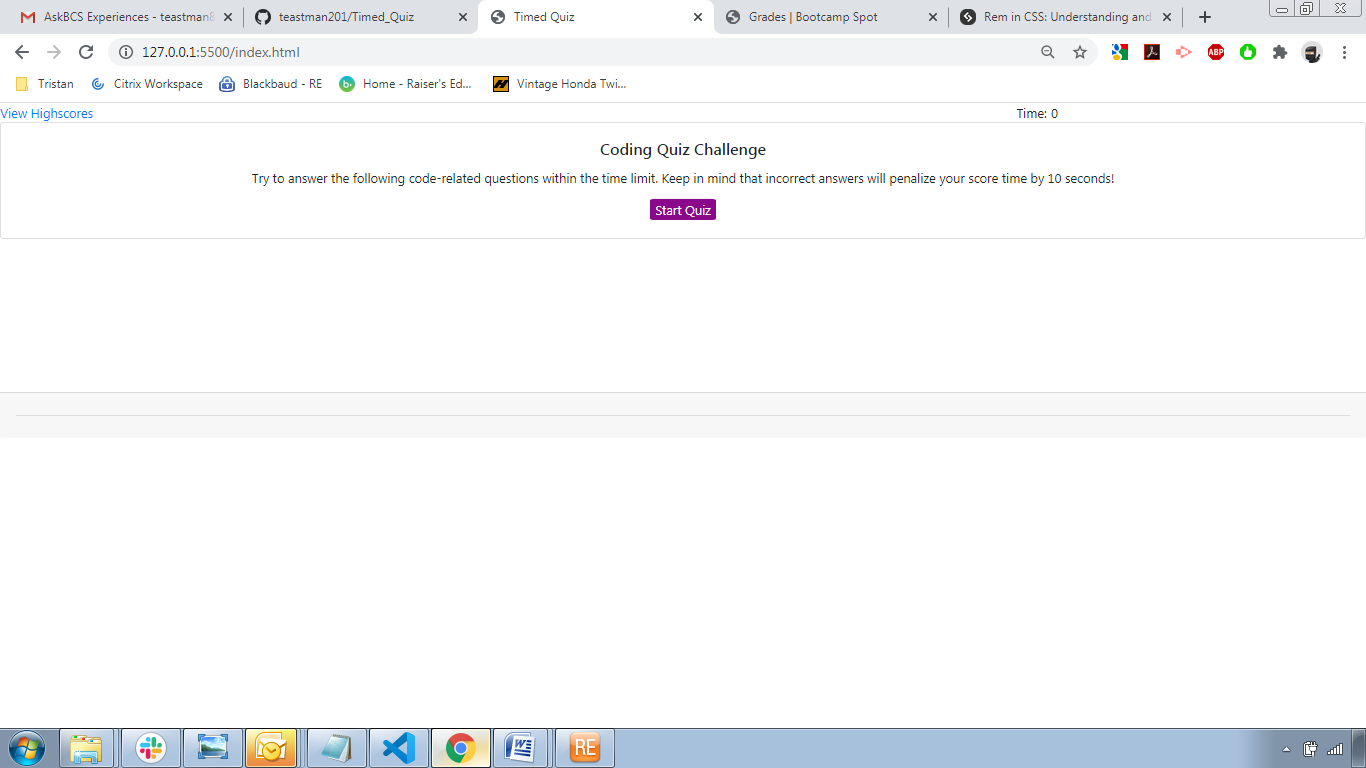 AskBCS Experiences - teastman8
teastman201/Timed_Quiz
Timed Quiz
Grades | Bootcamp Spot
Rem in CSS: Understanding and
127.0.0.1:5500/index.html
ABP
Tristan
Citrix Workspace
Blackbaud - RE
Home - Raiser's Ed...
Vintage Honda Twi...
View Highscores
Time: 0
Coding Quiz Challenge
Try to answer the following code-related questions within the time limit. Keep in mind that incorrect answers will penalize your score time by 10 seconds!
Start Quiz
RE